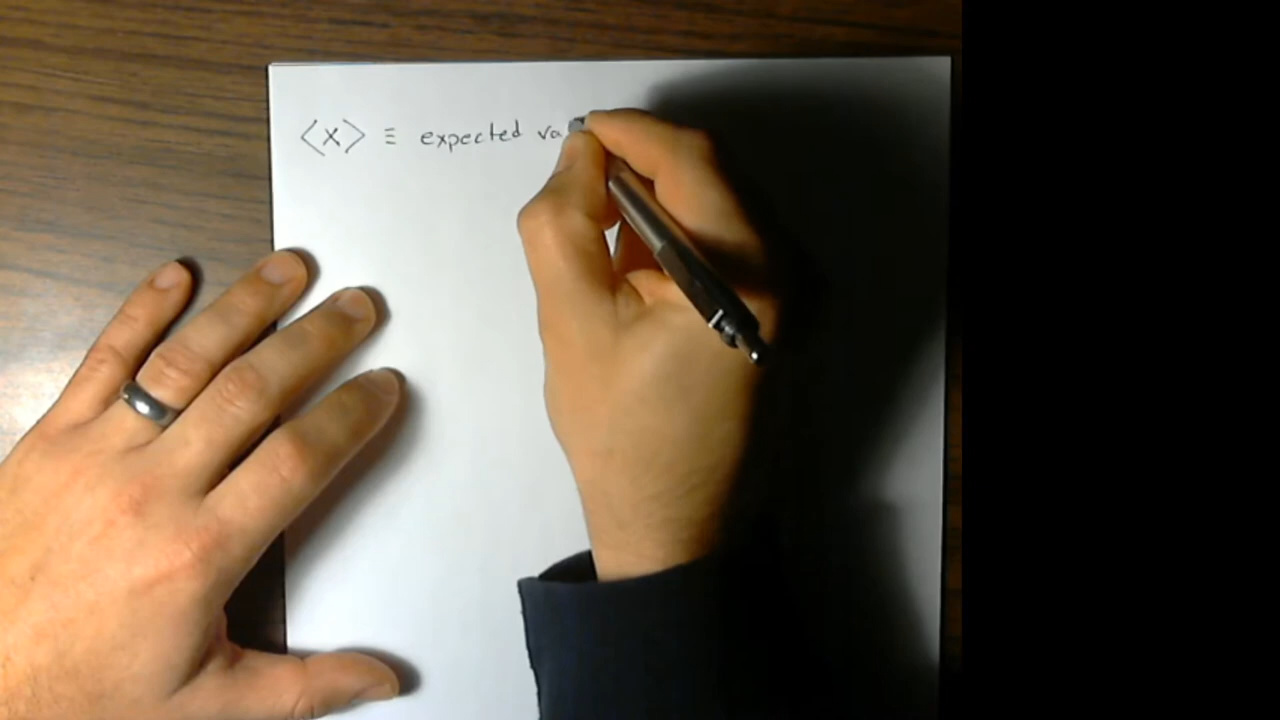 ⟨x⟩ ≡ expected va